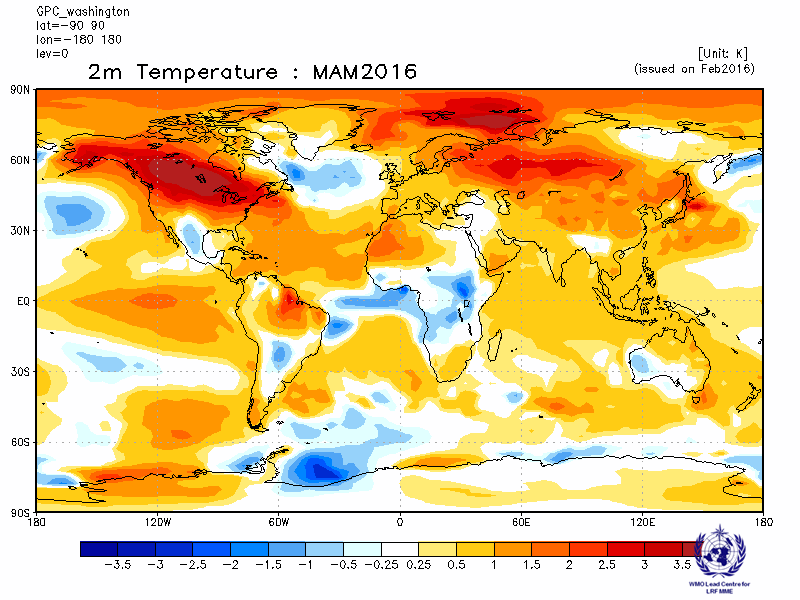 GPC_washington
lat=-90 90
lon=-180 180
lev=0
[Unit: K]
2m Temperature : MAM2016
(issued on Feb2016)
90N
60N
30N
EQ
30S
60S
90S
180 120W 60W 0 60E 120E 180
-3.5 -3 -2.5 -2 -1.5 -1 -0.5 -0.25 0.25 0.5 1 1.5 2 2.5 3 3.5
WMO Lead Centre for
LRF MME